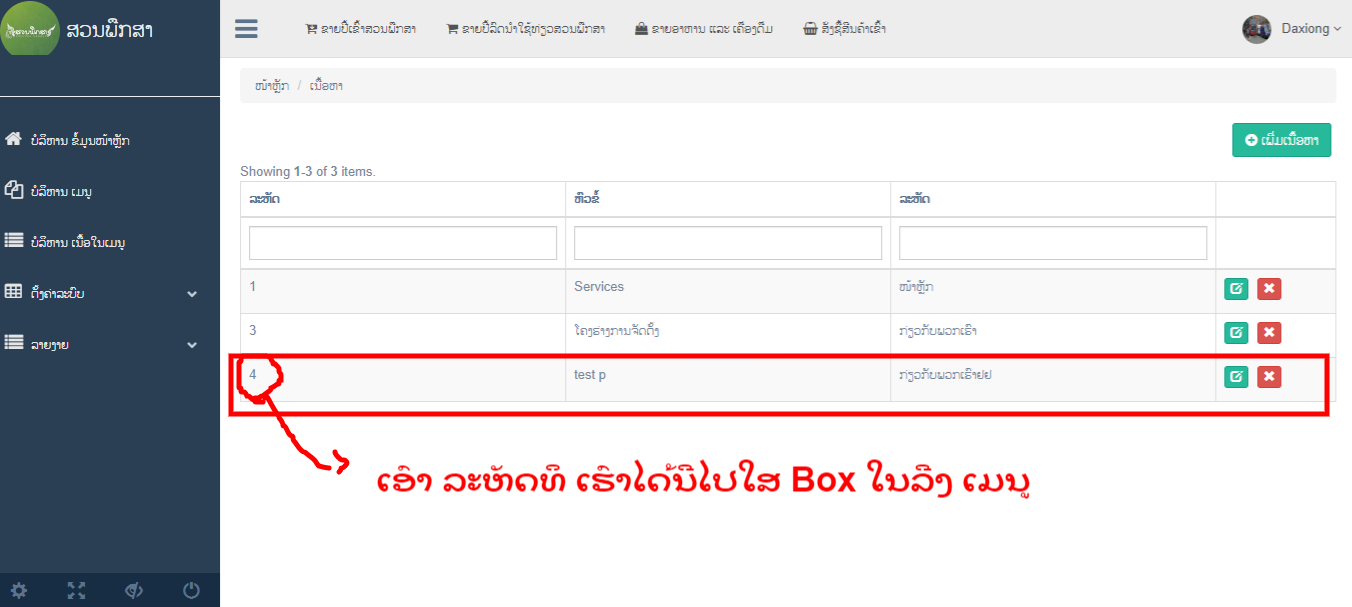 ສວນພຶກສາ
ຂາຍປີ້ເຂົ້າສວນພຶກສາ
ຂາຍປີ້ລົດນຳໃຊ້ທ່ຽວສວນພຶກສາ
ຂາຍອາຫານ ແລະ ເຄື່ອງດື່ມ
ສັ່ງຊື້ສິນຄ້າເຂົ້າ
Daxiong
ໜ້າຫຼັກ / ເນື້ອຫາ
ບໍລິຫານ ຂໍ້ມູນໜ້າຫຼັກ
ບໍລິຫານ ເມນູ
ບໍລິຫານ ເນື້ອໃນເມນູ
ຕັ້ງຄ່າລະບົບ
ລາຍງາຍ
ເພີ່ມເນື້ອຫາ
Showing 1-3 of 3 items.
ລະຫັດ ຫົວຂໍ້ ລະຫັດ
1 Services ໜ້າຫຼັກ
3 ໂຄງຮ່າງການຈັດຕັ້ງ ກ່ຽວກັບພວກເຮົາ
4 test p ກ່ຽວກັບພວກເຮົາຢຢ
ເອົາ ລະຫັດທີ ເຮົາໄດ້ນີໄປໃສ Box ໃນລີງ ເມນູ